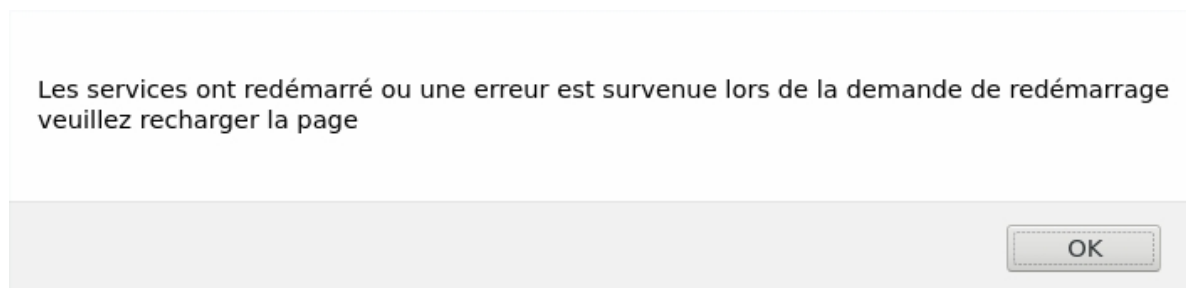 Les services ont redémarré ou une erreur est survenue lors de la demande de redémarrage
veuillez recharger la page
OK